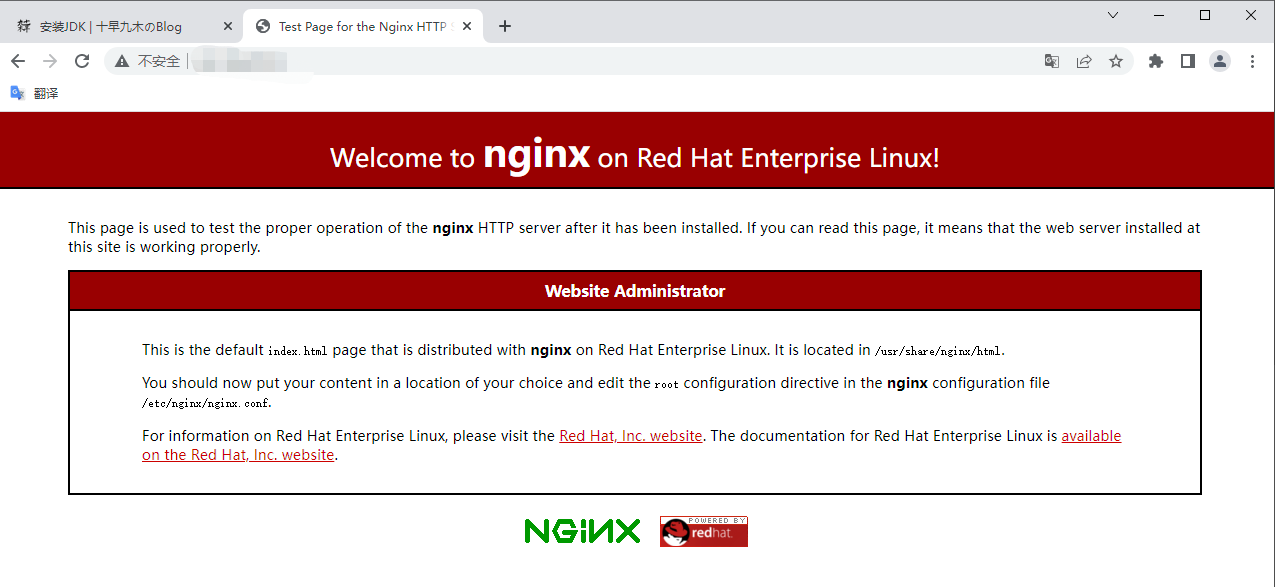 安装JDK | 十早九木のBlog
Test Page for the Nginx HTTP S
不安全
翻译
Welcome to nginx on Red Hat Enterprise Linux!
This page is used to test the proper operation of the nginx HTTP server after it has been installed. If you can read this page, it means that the web server installed at
this site is working properly.
Website Administrator
This is the default index.html page that is distributed with nginx on Red Hat Enterprise Linux. It is located in /usr/share/nginx/html.
You should now put your content in a location of your choice and edit the root configuration directive in the nginx configuration file
/etc/nginx/nginx.conf.
For information on Red Hat Enterprise Linux, please visit the Red Hat, Inc. website. The documentation for Red Hat Enterprise Linux is available
on the Red Hat, Inc. website.
NGINX
POWERED BY
redhat.